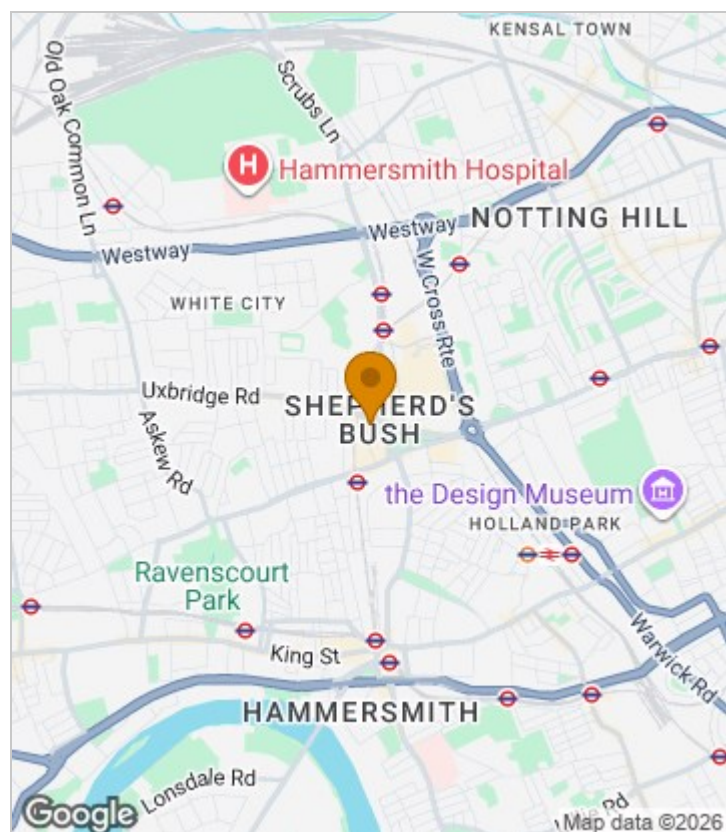 KENSAL TOWN
Old Oak Common Ln
Scrubs Ln
H
Hammersmith Hospital
NOTTING HILL
Westway
Westway
W Cross Rte
WHITE CITY
Uxbridge Rd
SHEPHERD'S
BUSH
Askew Rd
the Design Museum
HOLLAND PARK
Ravenscourt
Park
King St
Warwick Rd
HAMMERSMITH
Lonsdale Rd
Rd
Google
Map data ©2026